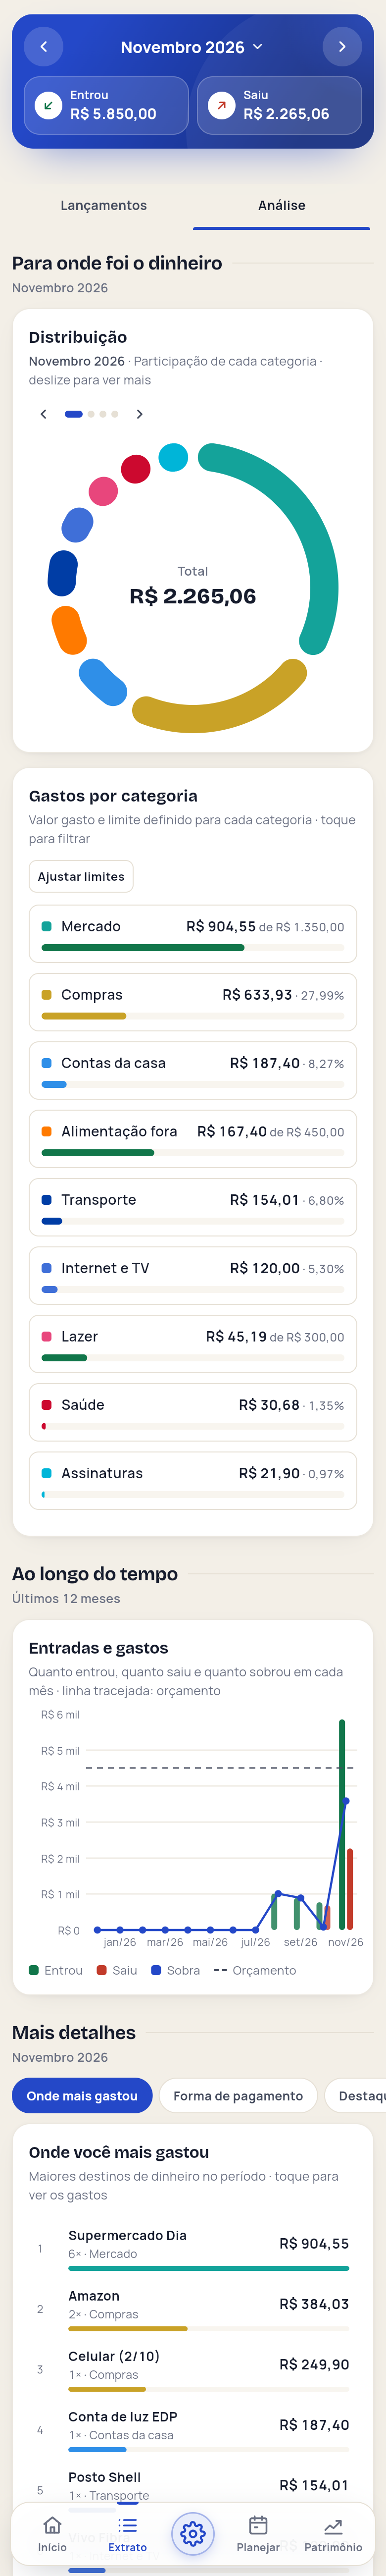 Novembro 2026
Entrou
R$ 5.850,00
Saiu
R$ 2.265,06
Lançamentos
Análise
Para onde foi o dinheiro
Novembro 2026
Distribuição
Novembro 2026 · Participação de cada categoria ·
deslize para ver mais
Total
R$ 2.265,06
Gastos por categoria
Valor gasto e limite definido para cada categoria · toque
para filtrar
Ajustar limites
Mercado R$ 904,55 de R$ 1.350,00
Compras R$ 633,93 · 27,99%
Contas da casa R$ 187,40 · 8,27%
Alimentação fora R$ 167,40 de R$ 450,00
Transporte R$ 154,01 · 6,80%
Internet e TV R$ 120,00 · 5,30%
Lazer R$ 45,19 de R$ 300,00
Saúde R$ 30,68 · 1,35%
Assinaturas R$ 21,90 · 0,97%
Ao longo do tempo
Últimos 12 meses
Entradas e gastos
Quanto entrou, quanto saiu e quanto sobrou em cada
mês · linha tracejada: orçamento
R$ 6 mil
R$ 5 mil
R$ 4 mil
R$ 3 mil
R$ 2 mil
R$ 1 mil
R$ 0
jan/26 mar/26 mai/26 jul/26 set/26 nov/26
Entrou Saiu Sobra Orçamento
Mais detalhes
Novembro 2026
Onde mais gastou
Forma de pagamento
Onde você mais gastou
Maiores destinos de dinheiro no período · toque para
ver os gastos
1 Supermercado Dia R$ 904,55
6× · Mercado
2 Amazon R$ 384,03
2× · Compras
3 Celular (2/10) R$ 249,90
1× · Compras
4 Conta de luz EDP R$ 187,40
1× · Contas da casa
5 Posto Shell R$ 154,01
1× · Transporte
Início
Extrato
Planejar
Patrimônio